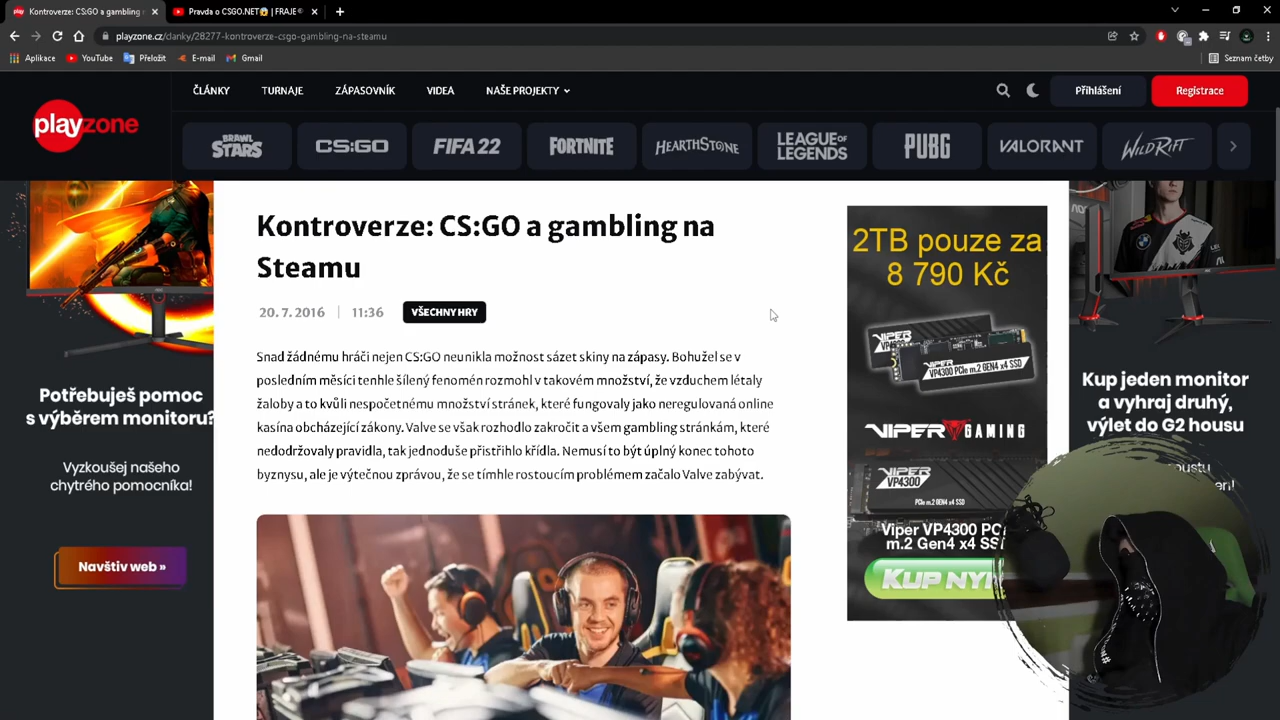 Kontroverze: CS:GO a gambling n
Pravda o CSGO.NET😱 | FRAJE
playzone.cz/clanky/28277-kontroverze-csgo-gambling-na-steamu
Aplikace
YouTube
Přeložit
E-mail
Gmail
Seznam četby
playzone
ČLÁNKY
TURNAJE
ZÁPASOVNÍK
VIDEA
NAŠE PROJEKTY
Přihlášení
Registrace
BRAWL STARS
CS:GO
FIFA 22
FORTNITE
HEARTHSTONE
LEAGUE OF LEGENDS
PUBG
VALORANT
WILD RIFT
Kontroverze: CS:GO a gambling na
Steamu
20. 7. 2016 | 11:36
VŠECHNY HRY
Snad žádnému hráči nejen CS:GO neunikla možnost sázet skiny na zápasy. Bohužel se v
posledním měsíci tenhle šílený fenomén rozmohl v takovém množství, že vzduchem létaly
žaloby a to kvůli nespočetnému množství stránek, které fungovaly jako neregulovaná online
kasína obcházející zákony. Valve se však rozhodlo zakročit a všem gambling stránkám, které
nedodržovaly pravidla, tak jednoduše přistřihlo křídla. Nemusí to být úplný konec tohoto
byznysu, ale je výtečnou zprávou, že se tímhle rostoucím problémem začalo Valve zabývat.
Potřebuješ pomoc
s výběrem monitoru?
Vyzkoušej našeho
chytrého pomocníka!
Navštiv web »
2TB pouze za
8 790 Kč
VIPER
VP4300 PCIe m.2 GEN4 x4 SSD
VIPER GAMING
VIPER
VP4300
PCIe m.2 GEN4 x4 SSD
Viper VP4300 PC
m.2 Gen4 x4 SS
KUP NY
Kup jeden monitor
a vyhraj druhý,
výlet do G2 housu